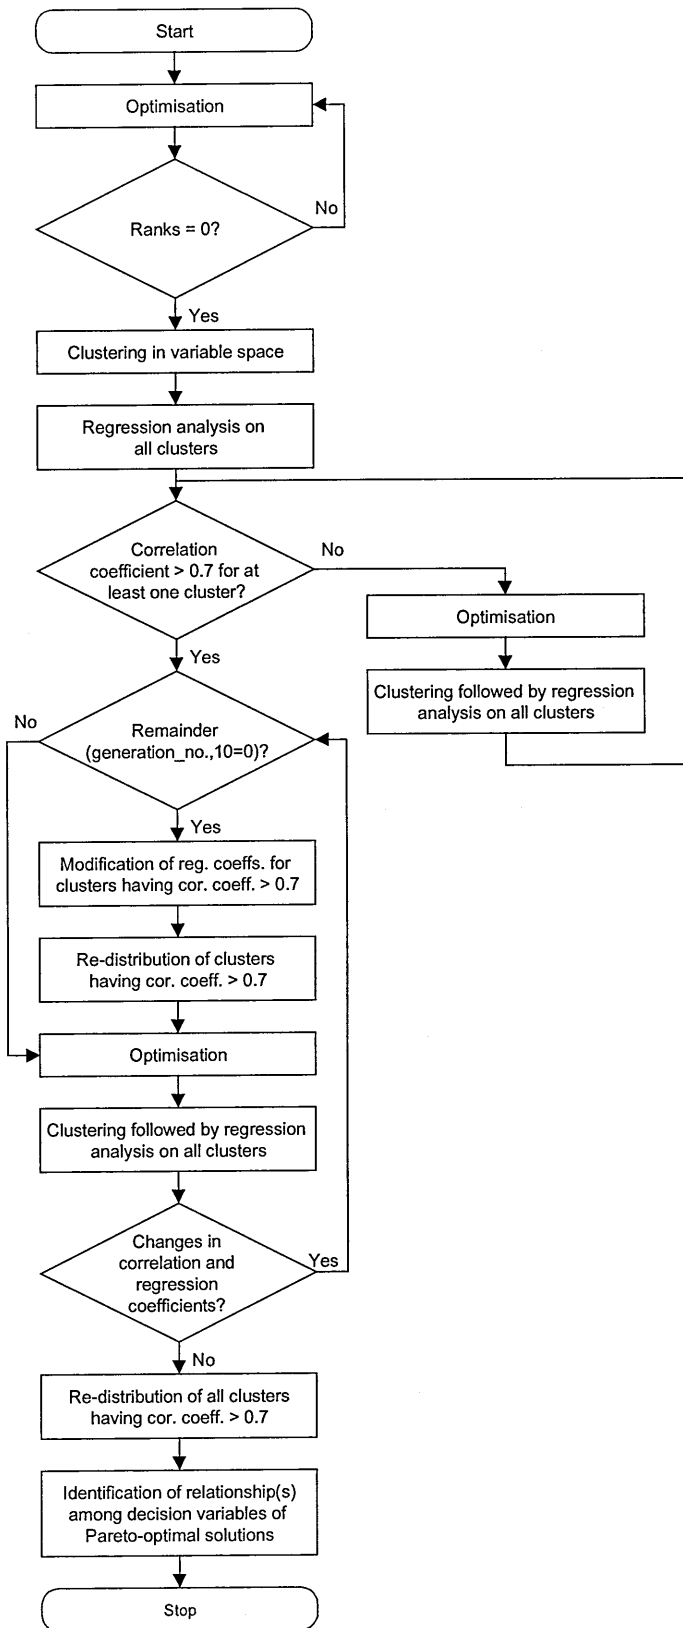 Start
Optimisation
Ranks = 0?
No
Yes
Clustering in variable space
Regression analysis on
all clusters
Correlation
coefficient > 0.7 for at
least one cluster?
No
Optimisation
Clustering followed by regression
analysis on all clusters
Yes
No
Remainder
(generation_no.,10=0)?
Yes
Modification of reg. coeffs. for
clusters having cor. coeff. > 0.7
Re-distribution of clusters
having cor. coeff. > 0.7
Optimisation
Clustering followed by regression
analysis on all clusters
Changes in
correlation and
regression
coefficients?
Yes
No
Re-distribution of all clusters
having cor. coeff. > 0.7
Identification of relationship(s)
among decision variables of
Pareto-optimal solutions
Stop